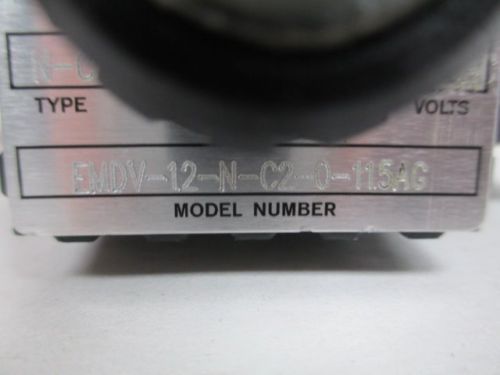 N-C
TYPE VOLTS
EMDV-12-N-C2-0-115AG
MODEL NUMBER